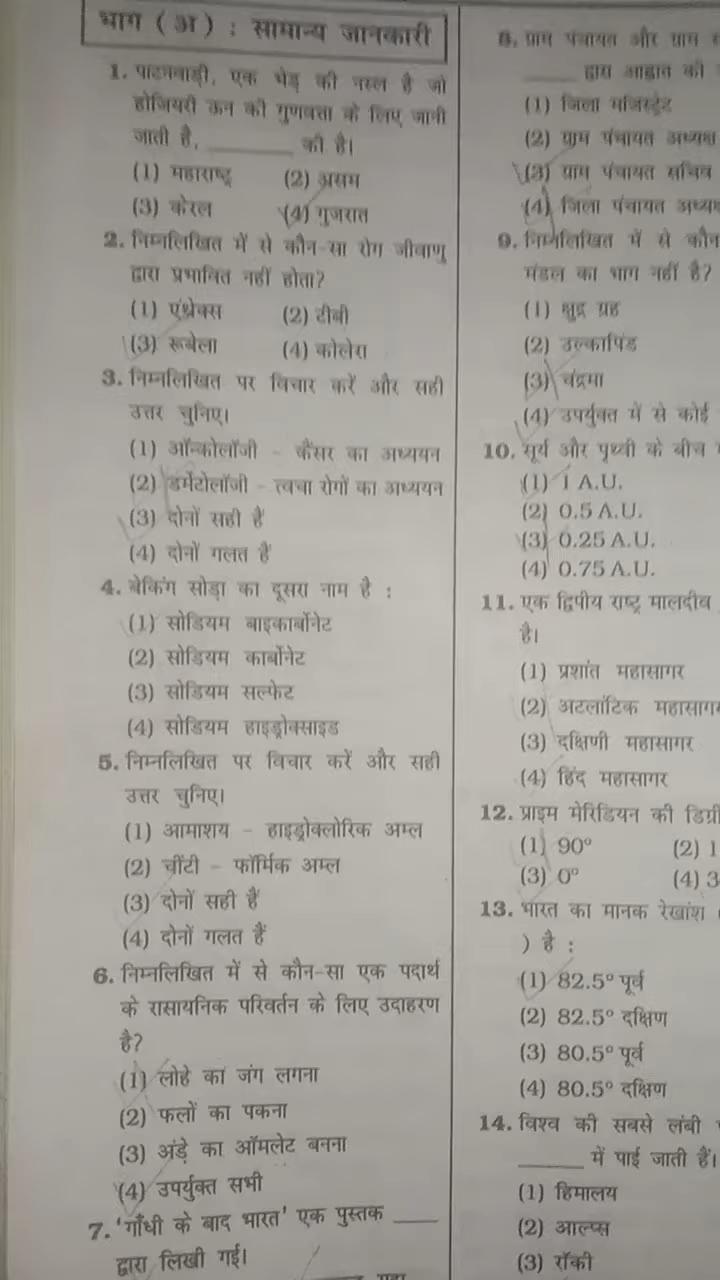 भाग ( अ ) : सामान्य जानकारी
1. पाटनवाड़ी, एक भेड़ की नस्ल है जो
होजियरी ऊन की गुणवत्ता के लिए जानी
जाती है, ________ की है।
(1) महाराष्ट्र (2) असम
(3) केरल (4) गुजरात
2. निम्नलिखित में से कौन-सा रोग जीवाणु
द्वारा प्रभावित नहीं होता?
(1) एंथ्रेक्स (2) टीबी
(3) रूबेला (4) कोलेरा
3. निम्नलिखित पर विचार करें और सही
उत्तर चुनिए।
(1) ऑन्कोलॉजी - कैंसर का अध्ययन
(2) डर्मेटोलॉजी - त्वचा रोगों का अध्ययन
(3) दोनों सही हैं
(4) दोनों गलत हैं
4. बेकिंग सोड़ा का दूसरा नाम है :
(1) सोडियम बाइकार्बोनेट
(2) सोडियम कार्बोनेट
(3) सोडियम सल्फेट
(4) सोडियम हाइड्रोक्साइड
5. निम्नलिखित पर विचार करें और सही
उत्तर चुनिए।
(1) आमाशय - हाइड्रोक्लोरिक अम्ल
(2) चींटी - फॉर्मिक अम्ल
(3) दोनों सही हैं
(4) दोनों गलत हैं
6. निम्नलिखित में से कौन-सा एक पदार्थ
के रासायनिक परिवर्तन के लिए उदाहरण
है?
(1) लोहे का जंग लगना
(2) फलों का पकना
(3) अंड़े का ऑमलेट बनना
(4) उपर्युक्त सभी
7. 'गाँधी के बाद भारत' एक पुस्तक ____
द्वारा लिखी गई।
8. ग्राम पंचायत और ग्राम
_____ द्वारा आह्वान की
(1) जिला मजिस्ट्रेट
(2) ग्राम पंचायत अध्यक्ष
(3) ग्राम पंचायत सचिव
(4) जिला पंचायत अध्यक्ष
9. निम्नलिखित में से कौन
मंडल का भाग नहीं है?
(1) क्षुद्र ग्रह
(2) उल्कापिंड
(3) चंद्रमा
(4) उपर्युक्त में से कोई
10. सूर्य और पृथ्वी के बीच
(1) 1 A.U.
(2) 0.5 A.U.
(3) 0.25 A.U.
(4) 0.75 A.U.
11. एक द्विपीय राष्ट्र मालदीव
है।
(1) प्रशांत महासागर
(2) अटलांटिक महासागर
(3) दक्षिणी महासागर
(4) हिंद महासागर
12. प्राइम मेरिडियन की डिग्री
(1) 90° (2) 1
(3) 0° (4) 3
13. भारत का मानक रेखांश (
) है :
(1) 82.5° पूर्व
(2) 82.5° दक्षिण
(3) 80.5° पूर्व
(4) 80.5° दक्षिण
14. विश्व की सबसे लंबी
_____ में पाई जाती हैं।
(1) हिमालय
(2) आल्प्स
(3) रॉकी